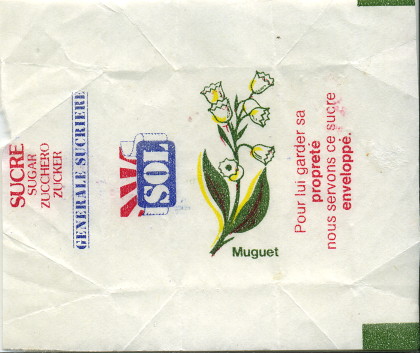 SUCRE
SUGAR
ZUCCHERO
ZUCKER
GENERALE SUCRIERE
SOL
Muguet
Pour lui garder sa
propreté
nous servons ce sucre
enveloppé.